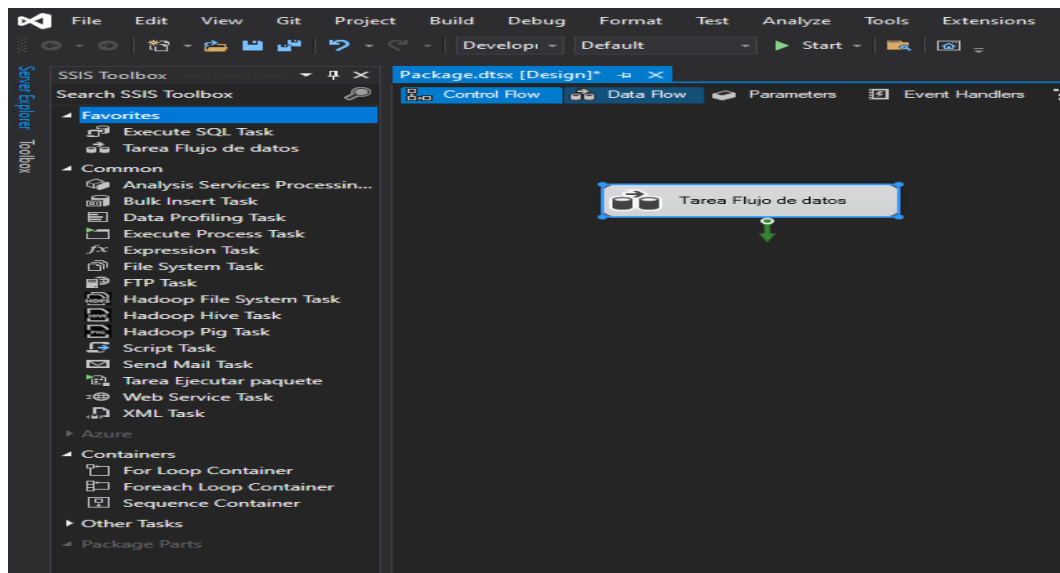 File Edit View Git Project Build Debug Format Test Analyze Tools Extensions
Developi Default Start
Server Explorer
Toolbox
SSIS Toolbox
Search SSIS Toolbox
Favorites
Execute SQL Task
Tarea Flujo de datos
Common
Analysis Services Processin...
Bulk Insert Task
Data Profiling Task
Execute Process Task
Expression Task
File System Task
FTP Task
Hadoop File System Task
Hadoop Hive Task
Hadoop Pig Task
Script Task
Send Mail Task
Tarea Ejecutar paquete
Web Service Task
XML Task
Azure
Containers
For Loop Container
Foreach Loop Container
Sequence Container
Other Tasks
Package Parts
Package.dtsx [Design]*
Control Flow Data Flow Parameters Event Handlers
Tarea Flujo de datos